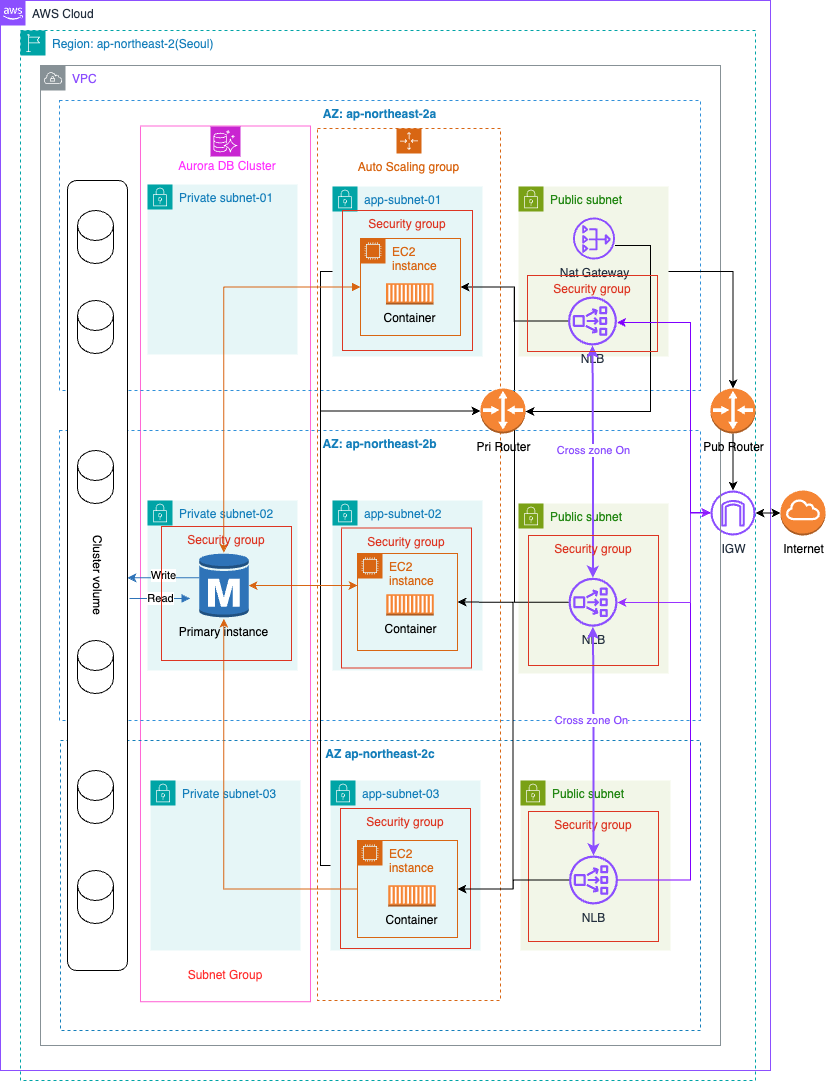 aws
AWS Cloud
Region: ap-northeast-2(Seoul)
VPC
AZ: ap-northeast-2a
Aurora DB Cluster
Auto Scaling group
Private subnet-01
app-subnet-01
Public subnet
Security group
EC2
instance
Container
Nat Gateway
Security group
NLB
Pri Router
Pub Router
AZ: ap-northeast-2b
Cross zone On
Private subnet-02
app-subnet-02
Public subnet
Security group
Security group
Security group
EC2
instance
Container
Cluster volume
Write
Read
M
Primary instance
NLB
IGW
Internet
Cross zone On
AZ ap-northeast-2c
Private subnet-03
app-subnet-03
Public subnet
Security group
Security group
EC2
instance
Container
NLB
Subnet Group